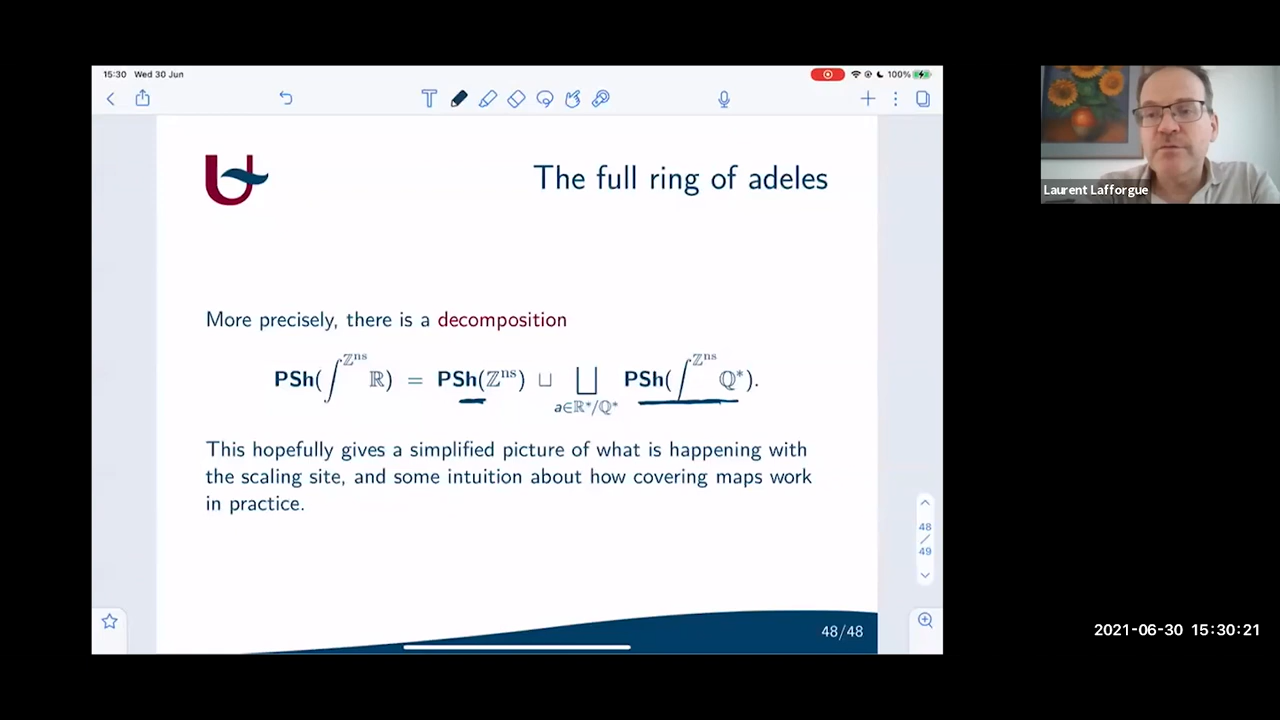 15:30 Wed 30 Jun
100%
The full ring of adeles
More precisely, there is a decomposition
PSh(∫^{ℤ^{ns}} ℝ) = PSh(ℤ^{ns}) ⊔ ⨆_{a∈ℝ*/ℚ*} PSh(∫^{ℤ^{ns}} ℚ*).
This hopefully gives a simplified picture of what is happening with
the scaling site, and some intuition about how covering maps work
in practice.
48/48
48
/
49
Laurent Lafforgue
2021-06-30 15:30:21